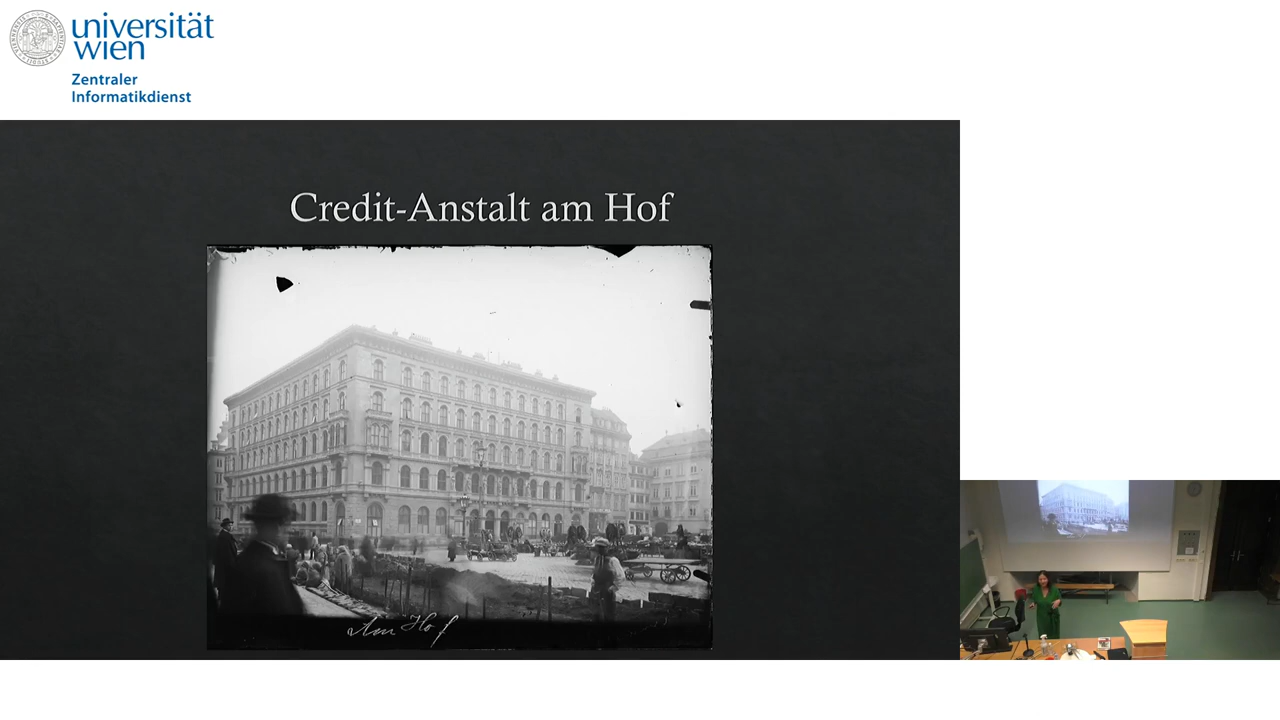 universität
wien
Zentraler
Informatikdienst
Credit-Anstalt am Hof
Am Hof